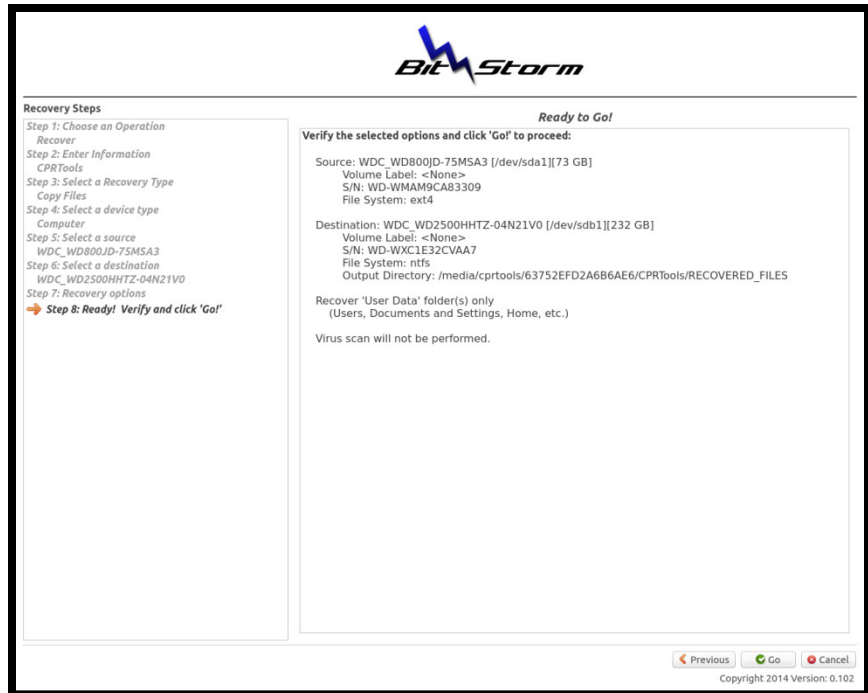 Bit Storm
Recovery Steps
Step 1: Choose an Operation
Recover
Step 2: Enter Information
CPRTools
Step 3: Select a Recovery Type
Copy Files
Step 4: Select a device type
Computer
Step 5: Select a source
WDC_WD800JD-75MSA3
Step 6: Select a destination
WDC_WD2500HHTZ-04N21V0
Step 7: Recovery options
Step 8: Ready! Verify and click 'Go!'
Ready to Go!
Verify the selected options and click 'Go!' to proceed:
Source: WDC_WD800JD-75MSA3 [/dev/sda1][73 GB]
Volume Label: <None>
S/N: WD-WMAM9CA83309
File System: ext4
Destination: WDC_WD2500HHTZ-04N21V0 [/dev/sdb1][232 GB]
Volume Label: <None>
S/N: WD-WXC1E32CVAA7
File System: ntfs
Output Directory: /media/cprtools/63752EFD2A6B6AE6/CPRTools/RECOVERED_FILES
Recover 'User Data' folder(s) only
(Users, Documents and Settings, Home, etc.)
Virus scan will not be performed.
Previous
Go
Cancel
Copyright 2014 Version: 0.102